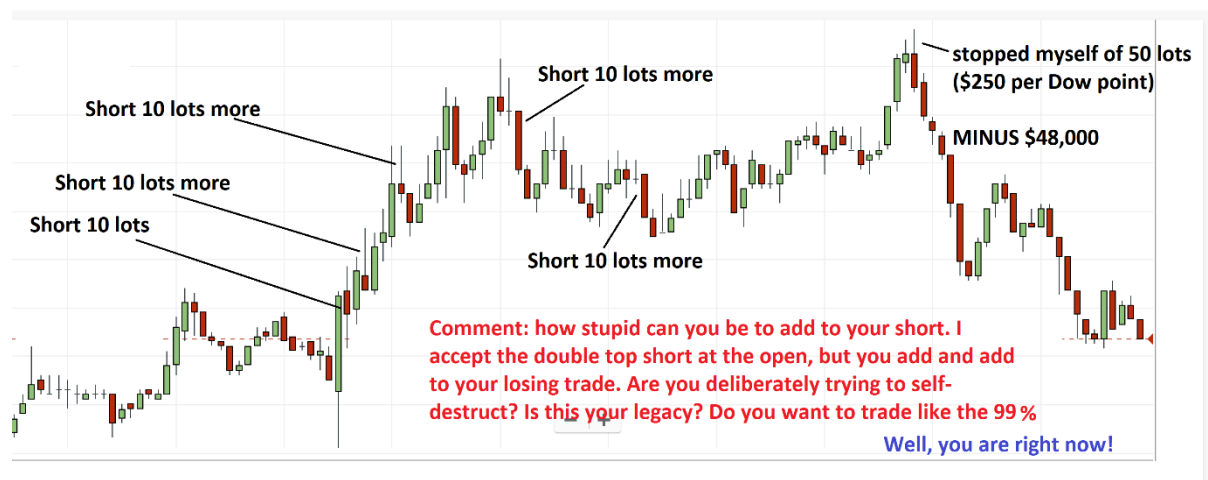 Short 10 lots more
Short 10 lots more
Short 10 lots more
Short 10 lots
Short 10 lots more
stopped myself of 50 lots
($250 per Dow point)
MINUS $48,000
Comment: how stupid can you be to add to your short. I
accept the double top short at the open, but you add and add
to your losing trade. Are you deliberately trying to self-
destruct? Is this your legacy? Do you want to trade like the 99%
Well, you are right now!